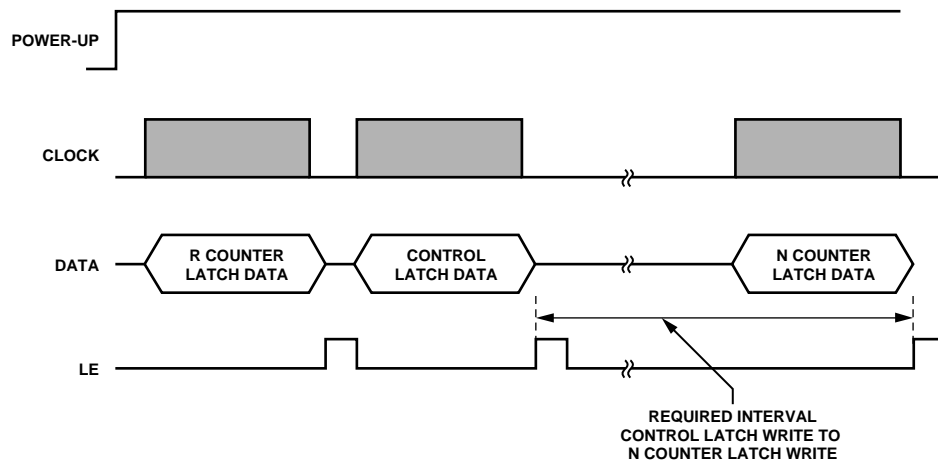 POWER-UP
CLOCK
DATA
R COUNTER
LATCH DATA
CONTROL
LATCH DATA
N COUNTER
LATCH DATA
LE
REQUIRED INTERVAL
CONTROL LATCH WRITE TO
N COUNTER LATCH WRITE